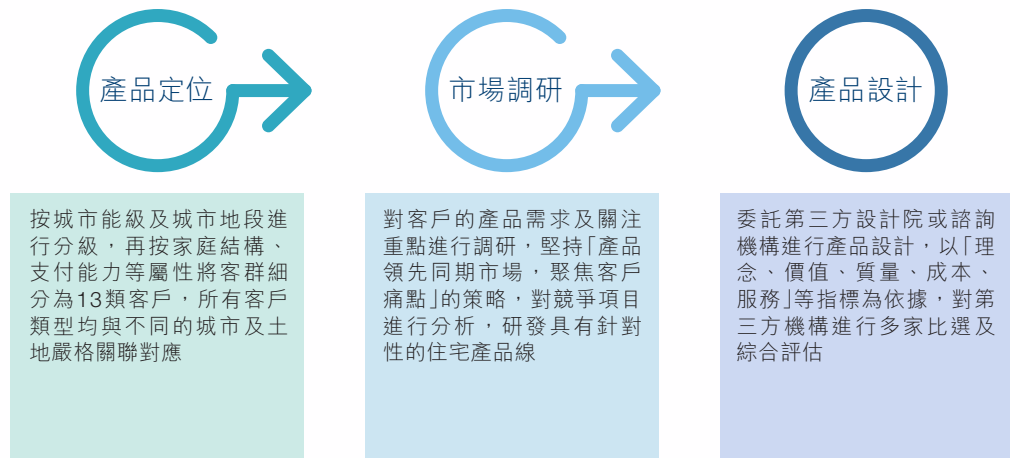 產品定位
市場調研
產品設計
按城市能級及城市地段進
行分級，再按家庭結構、
支付能力等屬性將客群細
分為13類客戶，所有客戶
類型均與不同的城市及土
地嚴格關聯對應
對客戶的產品需求及關注
重點進行調研，堅持「產品
領先同期市場，聚焦客戶
痛點」的策略，對競爭項目
進行分析，研發具有針對
性的住宅產品線
委託第三方設計院或諮詢
機構進行產品設計，以「理
念、價值、質量、成本、
服務」等指標為依據，對第
三方機構進行多家比選及
綜合評估